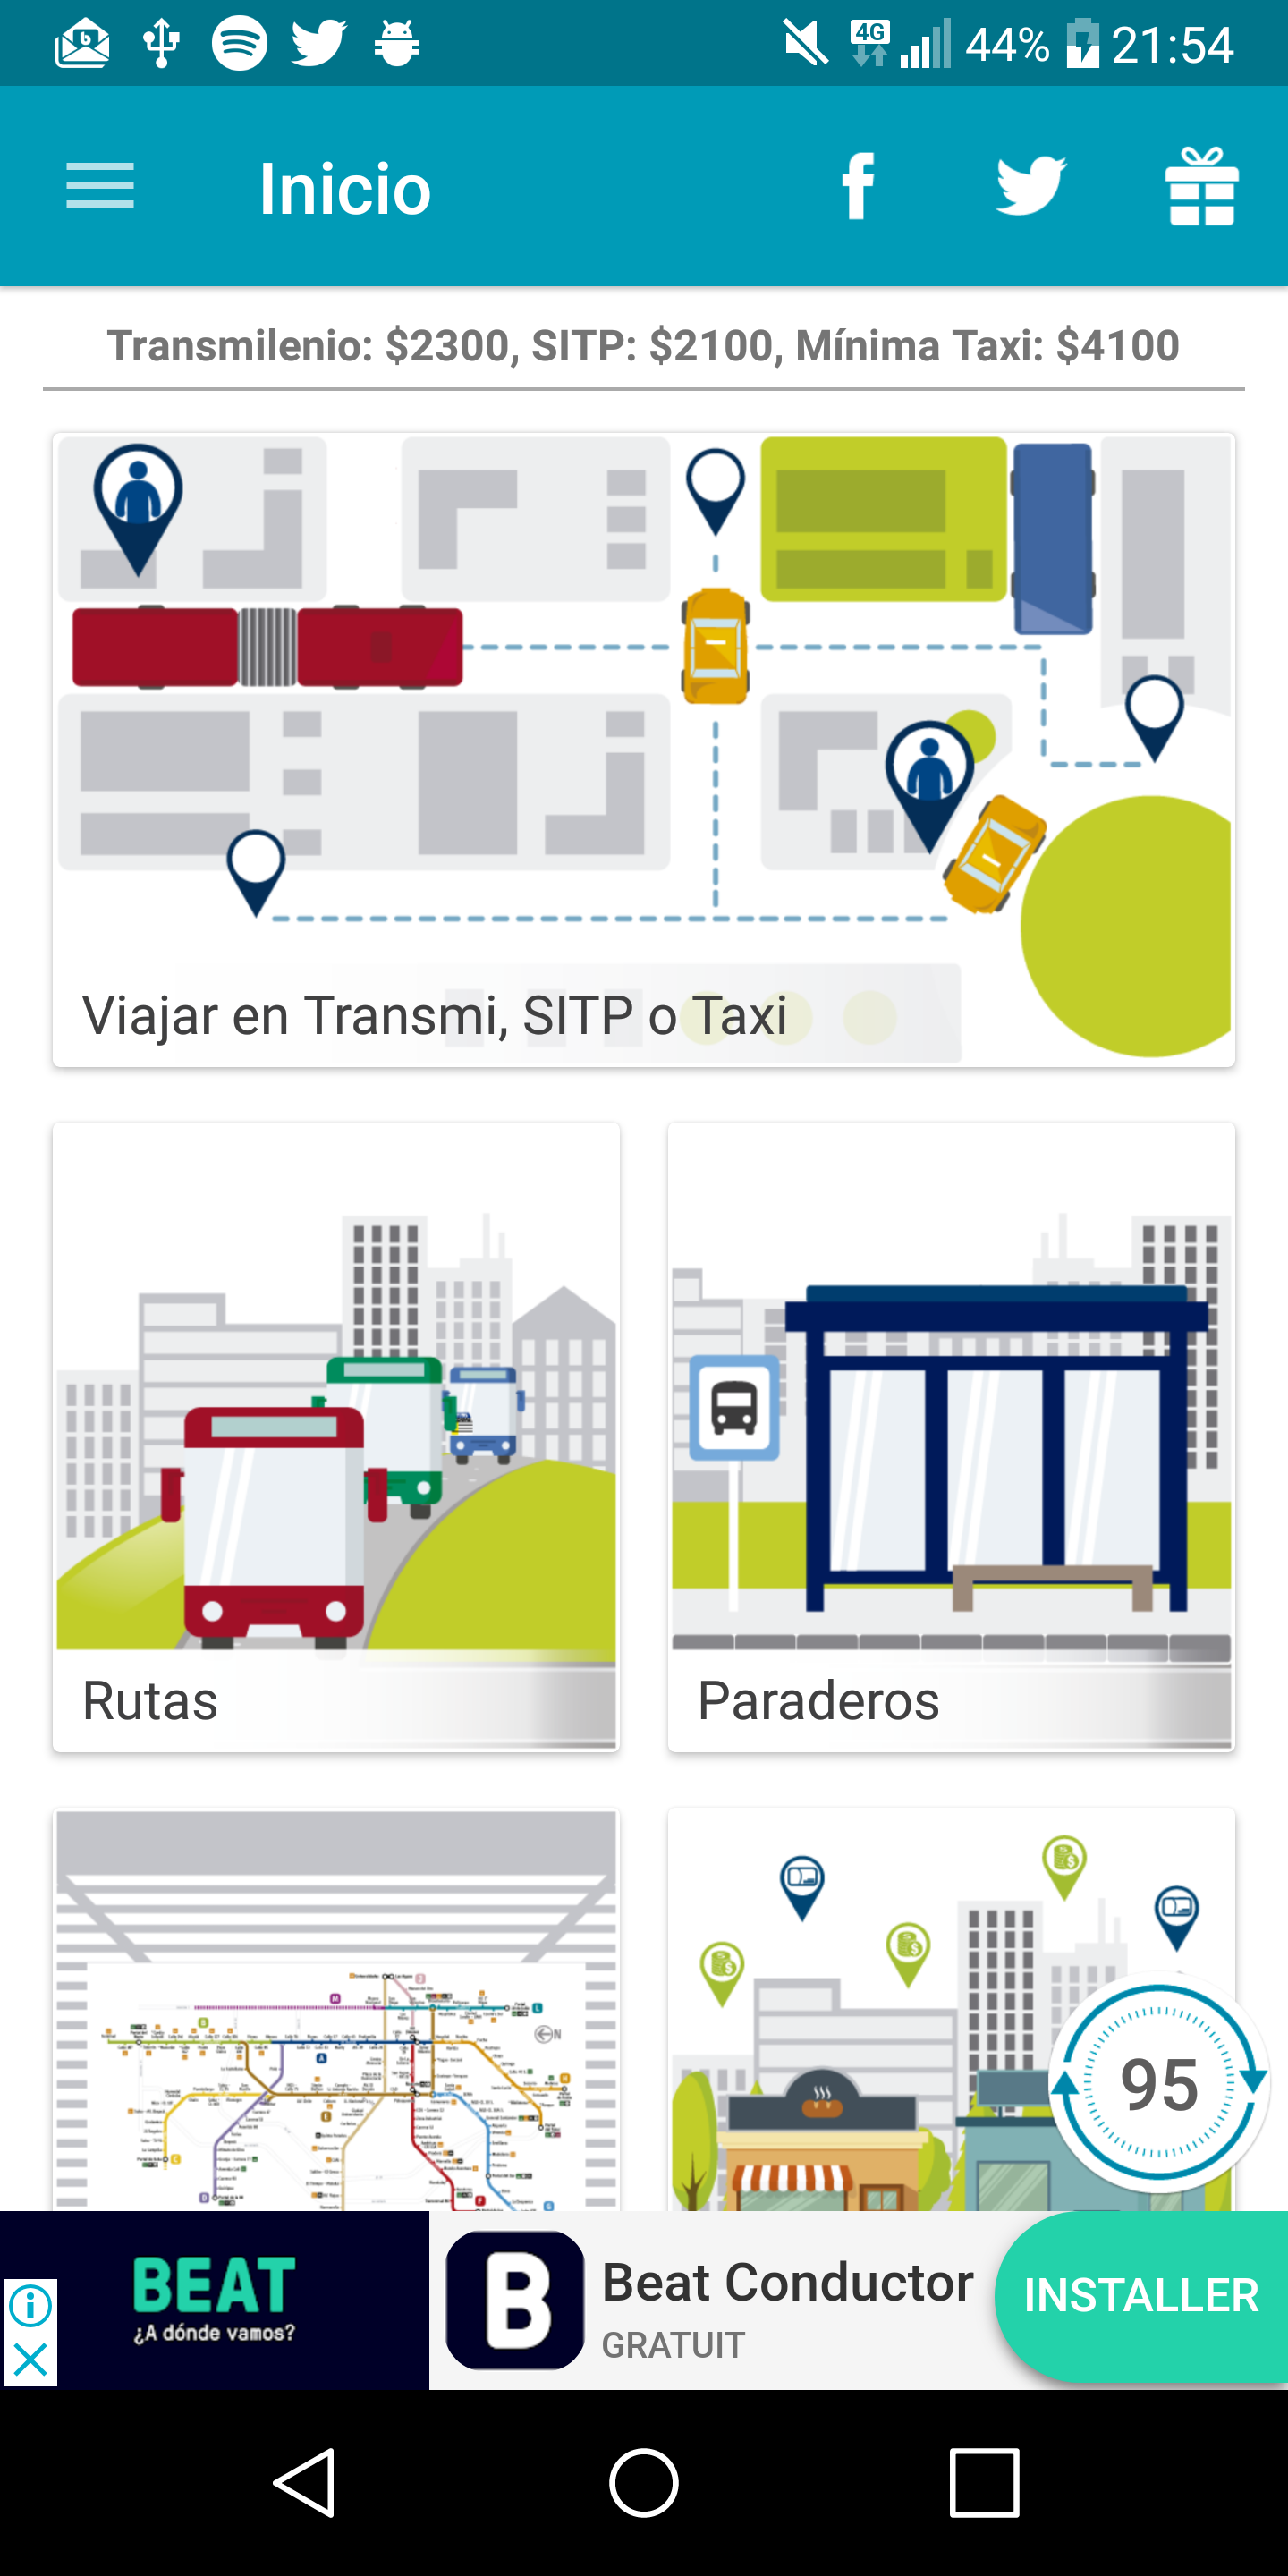 4G 44% 21:54
Inicio
Transmilenio: $2300, SITP: $2100, Mínima Taxi: $4100
Viajar en Transmi, SITP o Taxi
Rutas
Paraderos
N
95
BEAT
¿A dónde vamos?
B
Beat Conductor
GRATUIT
INSTALLER